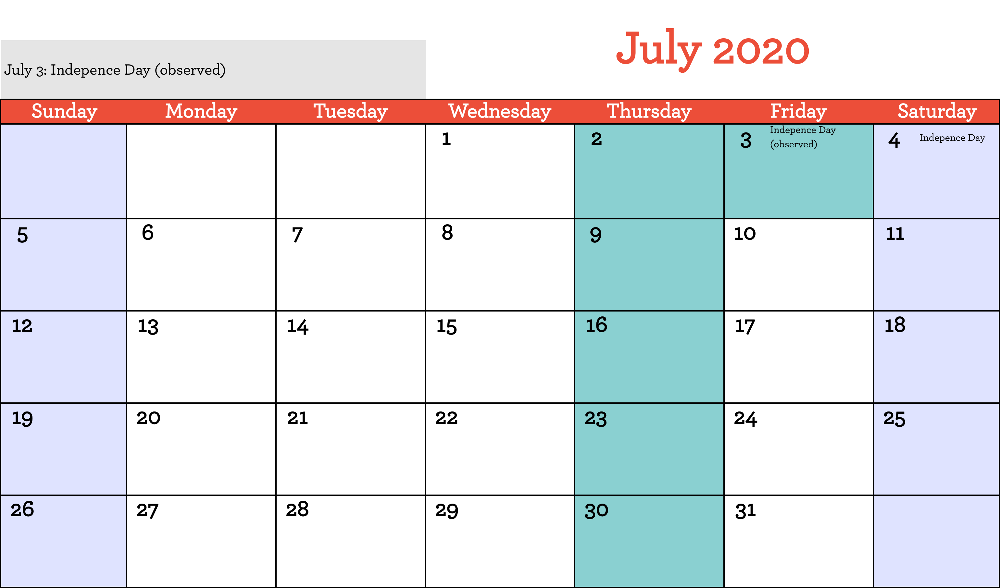 July 2020
July 3: Indepence Day (observed)
Sunday Monday Tuesday Wednesday Thursday Friday Saturday
1 2 3 Indepence Day (observed) 4 Indepence Day
5 6 7 8 9 10 11
12 13 14 15 16 17 18
19 20 21 22 23 24 25
26 27 28 29 30 31